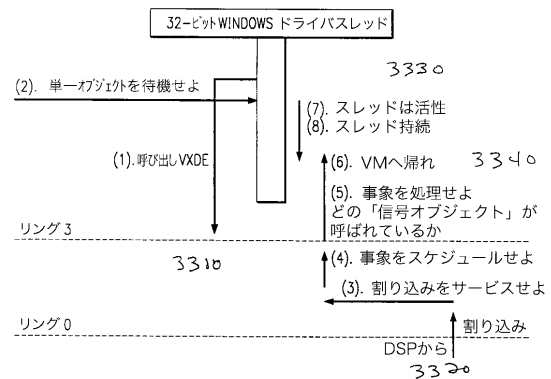 32-ビットWINDOWS ドライバスレッド
3330
(2). 単一オブジェクトを待機せよ
(7). スレッドは活性
(8). スレッド持続
(1). 呼び出しVXDE
(6). VMへ帰れ
3340
(5). 事象を処理せよ
どの「信号オブジェクト」が
呼ばれているか
リング3
3310
(4). 事象をスケジュールせよ
(3). 割り込みをサービスせよ
リング0
割り込み
DSPから
3320